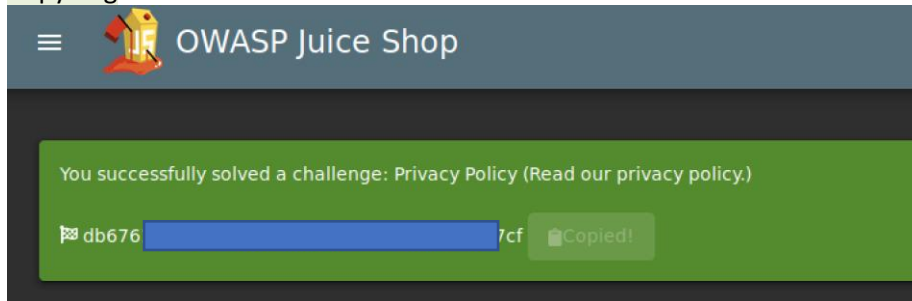 OWASP Juice Shop
You successfully solved a challenge: Privacy Policy (Read our privacy policy.)
db676 7cf Copied!